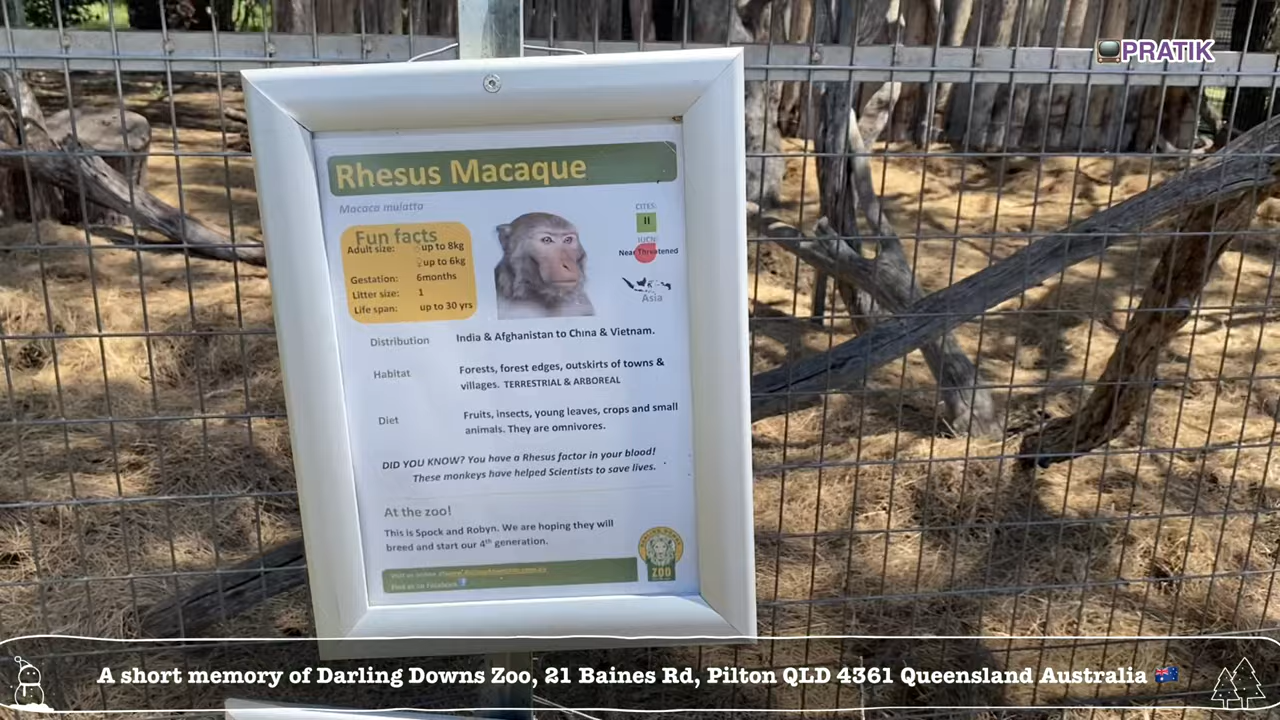 PRATIK
Rhesus Macaque
Macaca mulatta
Fun facts
Adult size: ♂up to 8kg
♀up to 6kg
Gestation: 6months
Litter size: 1
Life span: up to 30 yrs
CITES:
II
IUCN
Near Threatened
Asia
Distribution India & Afghanistan to China & Vietnam.
Habitat Forests, forest edges, outskirts of towns &
villages. TERRESTRIAL & ARBOREAL
Diet Fruits, insects, young leaves, crops and small
animals. They are omnivores.
DID YOU KNOW? You have a Rhesus factor in your blood!
These monkeys have helped Scientists to save lives.
At the zoo!
This is Spock and Robyn. We are hoping they will
breed and start our 4th generation.
Find us on Facebook
ZOO
A short memory of Darling Downs Zoo, 21 Baines Rd, Pilton QLD 4361 Queensland Australia 🇦🇺